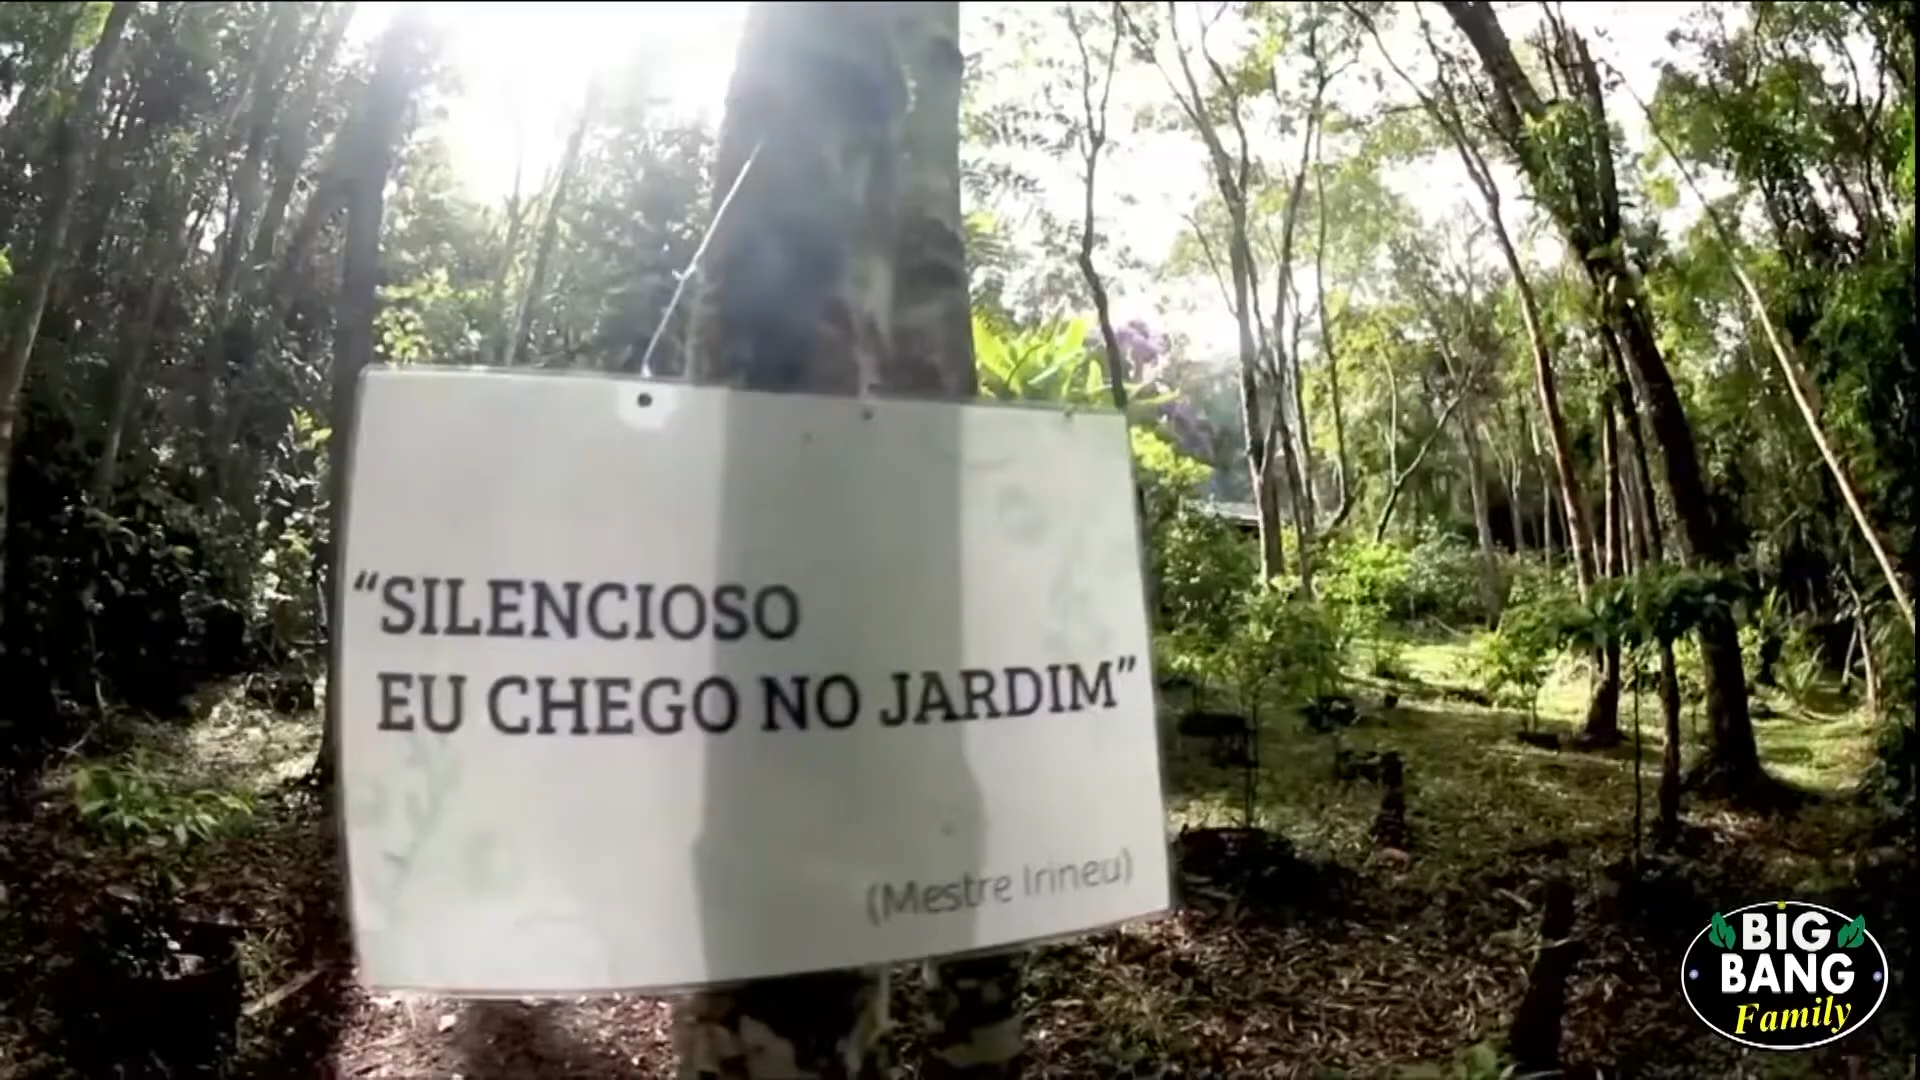 “SILENCIOSO
EU CHEGO NO JARDIM”
(Mestre Irineu)
BIG
BANG
Family